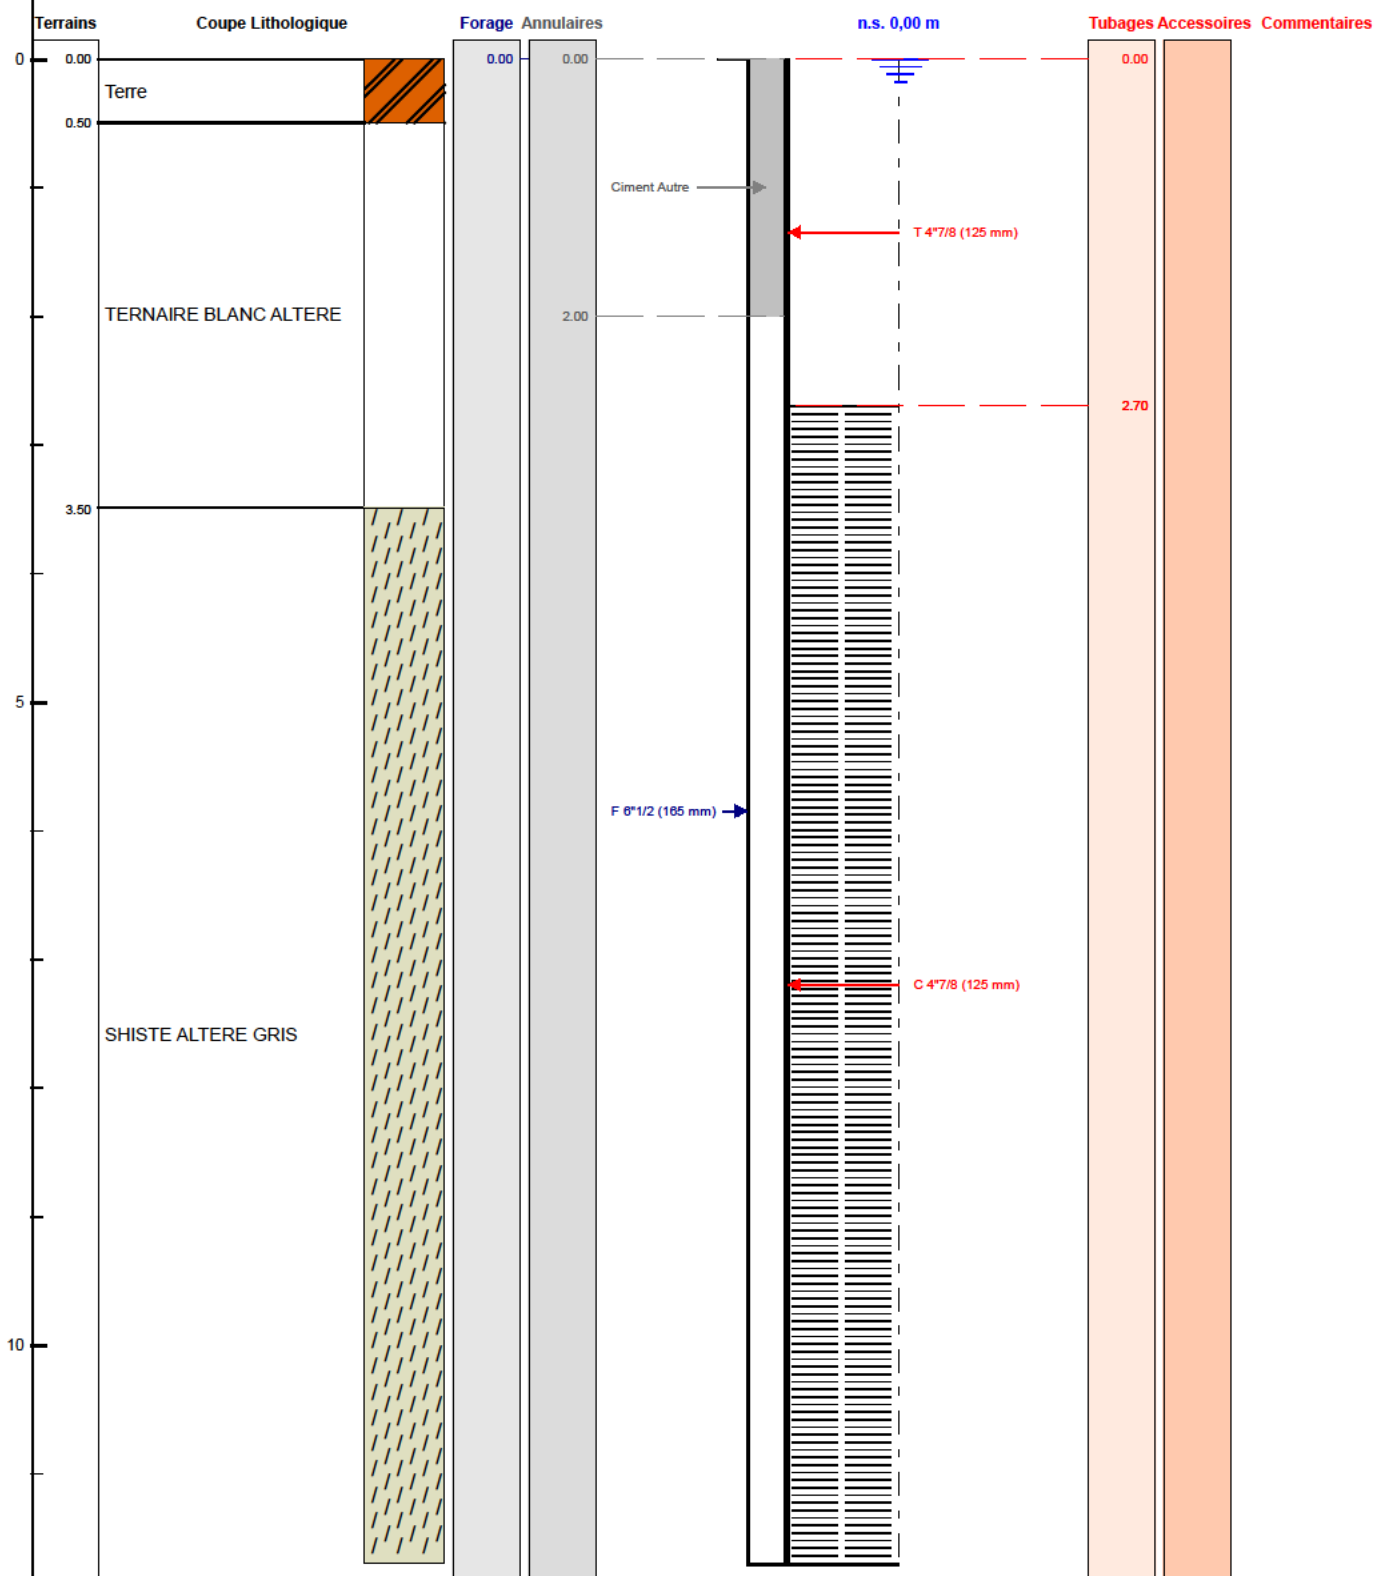 Terrains Coupe Lithologique Forage Annulaires n.s. 0,00 m Tubages Accessoires Commentaires
0 0.00 0.00 0.00 0.00
Terre
0.50
Ciment Autre
T 4"7/8 (125 mm)
TERNAIRE BLANC ALTERE
2.00
2.70
3.50
5
F 6"1/2 (165 mm)
C 4"7/8 (125 mm)
SHISTE ALTERE GRIS
10